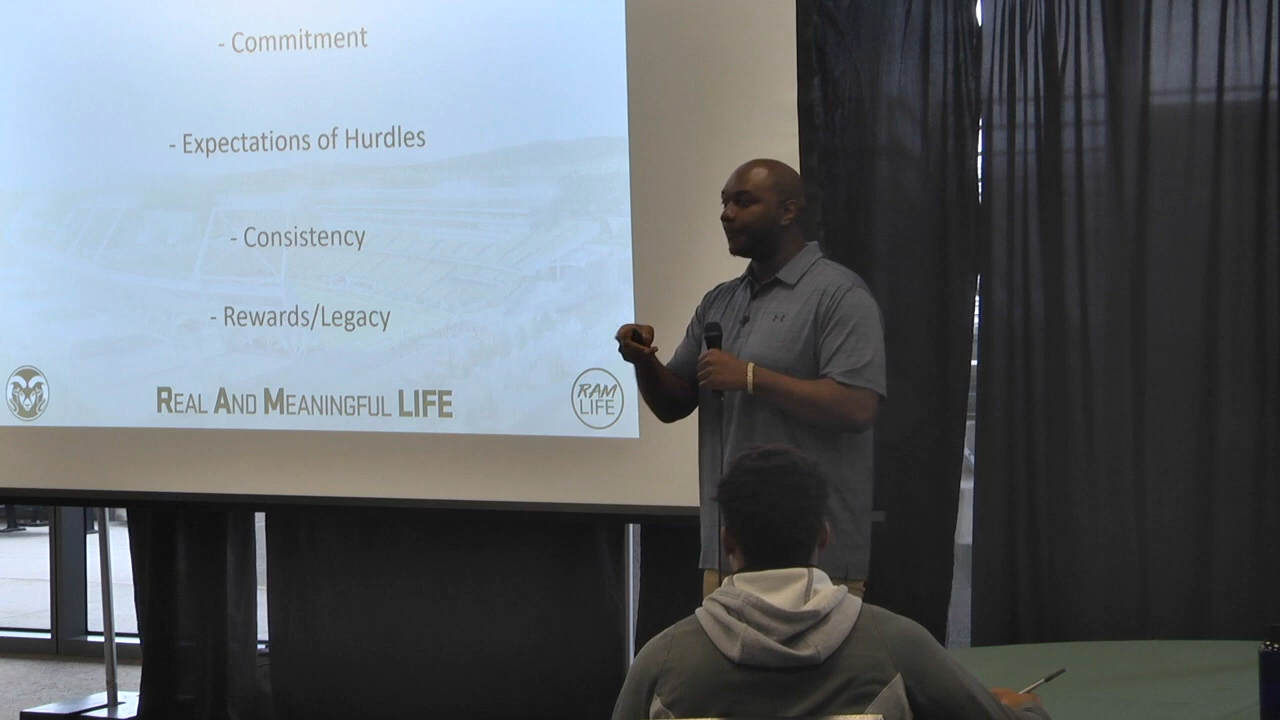 - Commitment
- Expectations of Hurdles
- Consistency
- Rewards/Legacy
REAL AND MEANINGFUL LIFE
RAM
LIFE